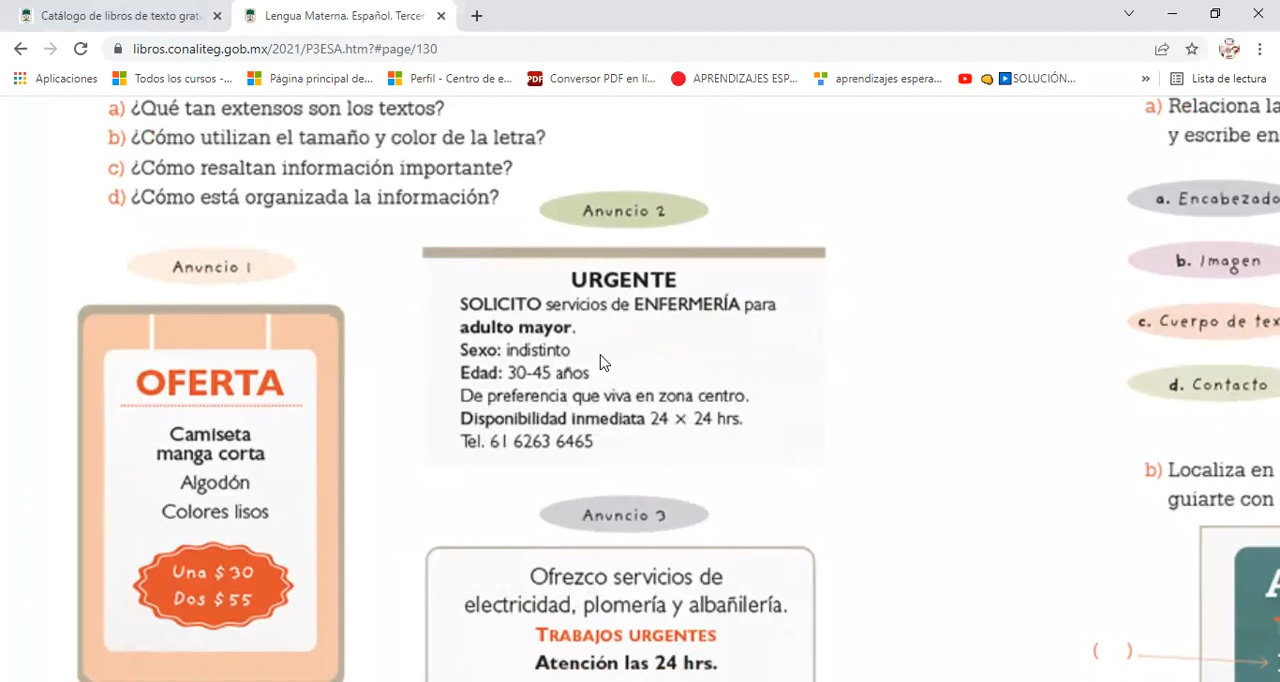 Catálogo de libros de texto grat
Lengua Materna. Español. Tercer
libros.conaliteg.gob.mx/2021/P3ESA.htm?#page/130
Aplicaciones
Todos los cursos -...
Página principal de...
Perfil - Centro de e...
PDF
Conversor PDF en lí...
APRENDIZAJES ESP...
aprendizajes espera...
SOLUCIÓN...
»
Lista de lectura
a) ¿Qué tan extensos son los textos?
b) ¿Cómo utilizan el tamaño y color de la letra?
c) ¿Cómo resaltan información importante?
d) ¿Cómo está organizada la información?
Anuncio 1
OFERTA
Camiseta
manga corta
Algodón
Colores lisos
Una $30
Dos $55
Anuncio 2
URGENTE
SOLICITO servicios de ENFERMERÍA para
adulto mayor.
Sexo: indistinto
Edad: 30-45 años
De preferencia que viva en zona centro.
Disponibilidad inmediata 24 × 24 hrs.
Tel. 61 6263 6465
Anuncio 3
Ofrezco servicios de
electricidad, plomería y albañilería.
TRABAJOS URGENTES
Atención las 24 hrs.
a) Relaciona la
y escribe en
a. Encabezado
b. Imagen
c. Cuerpo de tex
d. Contacto
b) Localiza en
guiarte con
A
( )